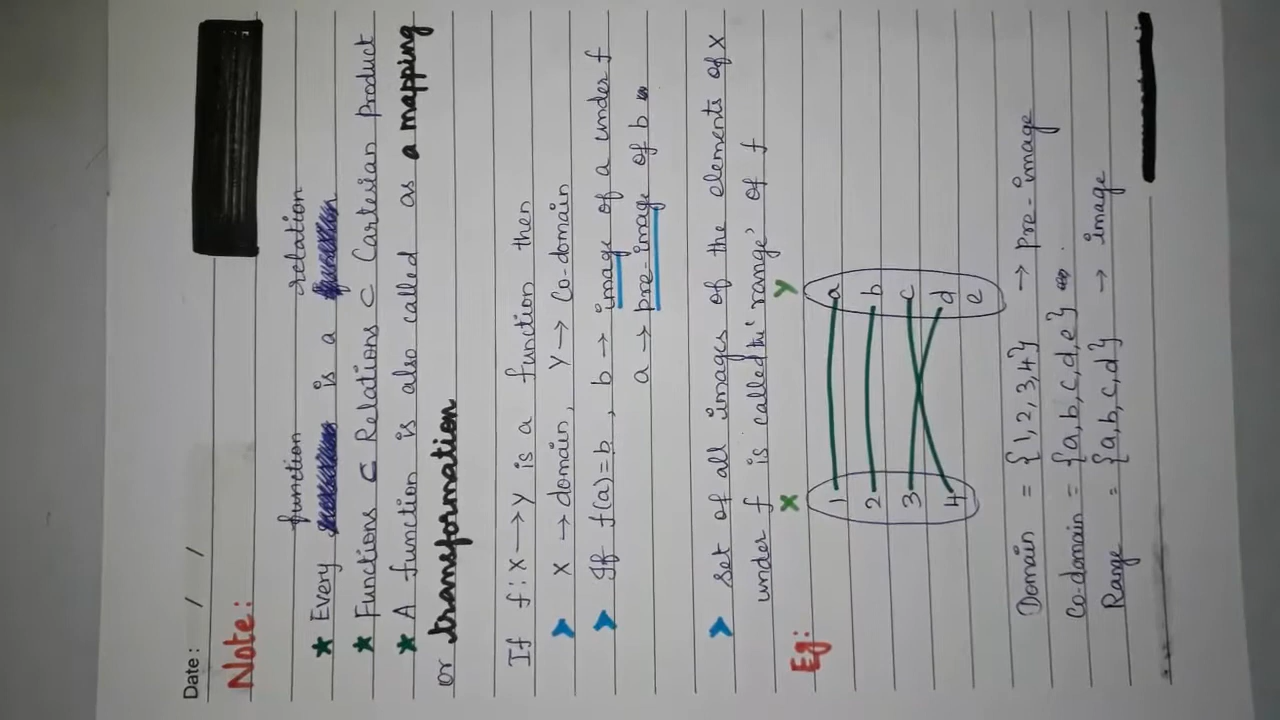 Date: / /
Note:
★ Every function is a relation
★ Functions ⊂ Relations ⊂ Cartesian product
★ A function is also called as a mapping
or transformation
If f: X → Y is a function then
➤ X → domain, Y → Co-domain
➤ If f(a) = b, b → image of a under f
a → pre-image of b
➤ Set of all images of the elements of X
under f is called the 'range' of f
Eg:
X Y
1 a
2 b
3 c
4 d
e
Domain = {1, 2, 3, 4} → pre-image
Co-domain = {a, b, c, d, e}
Range = {a, b, c, d} → image